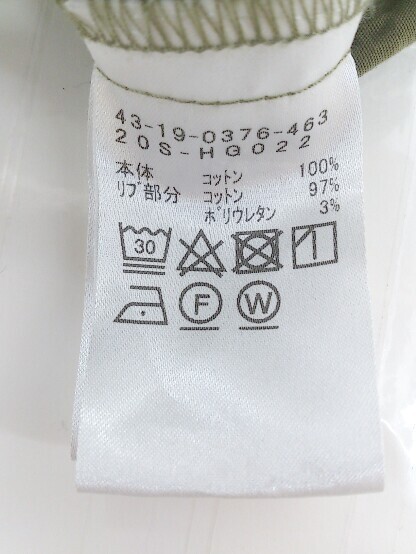 43-19-0376-463
20S-HG022
本体 コットン 100%
リブ部分 コットン 97%
ポリウレタン 3%
30
F W